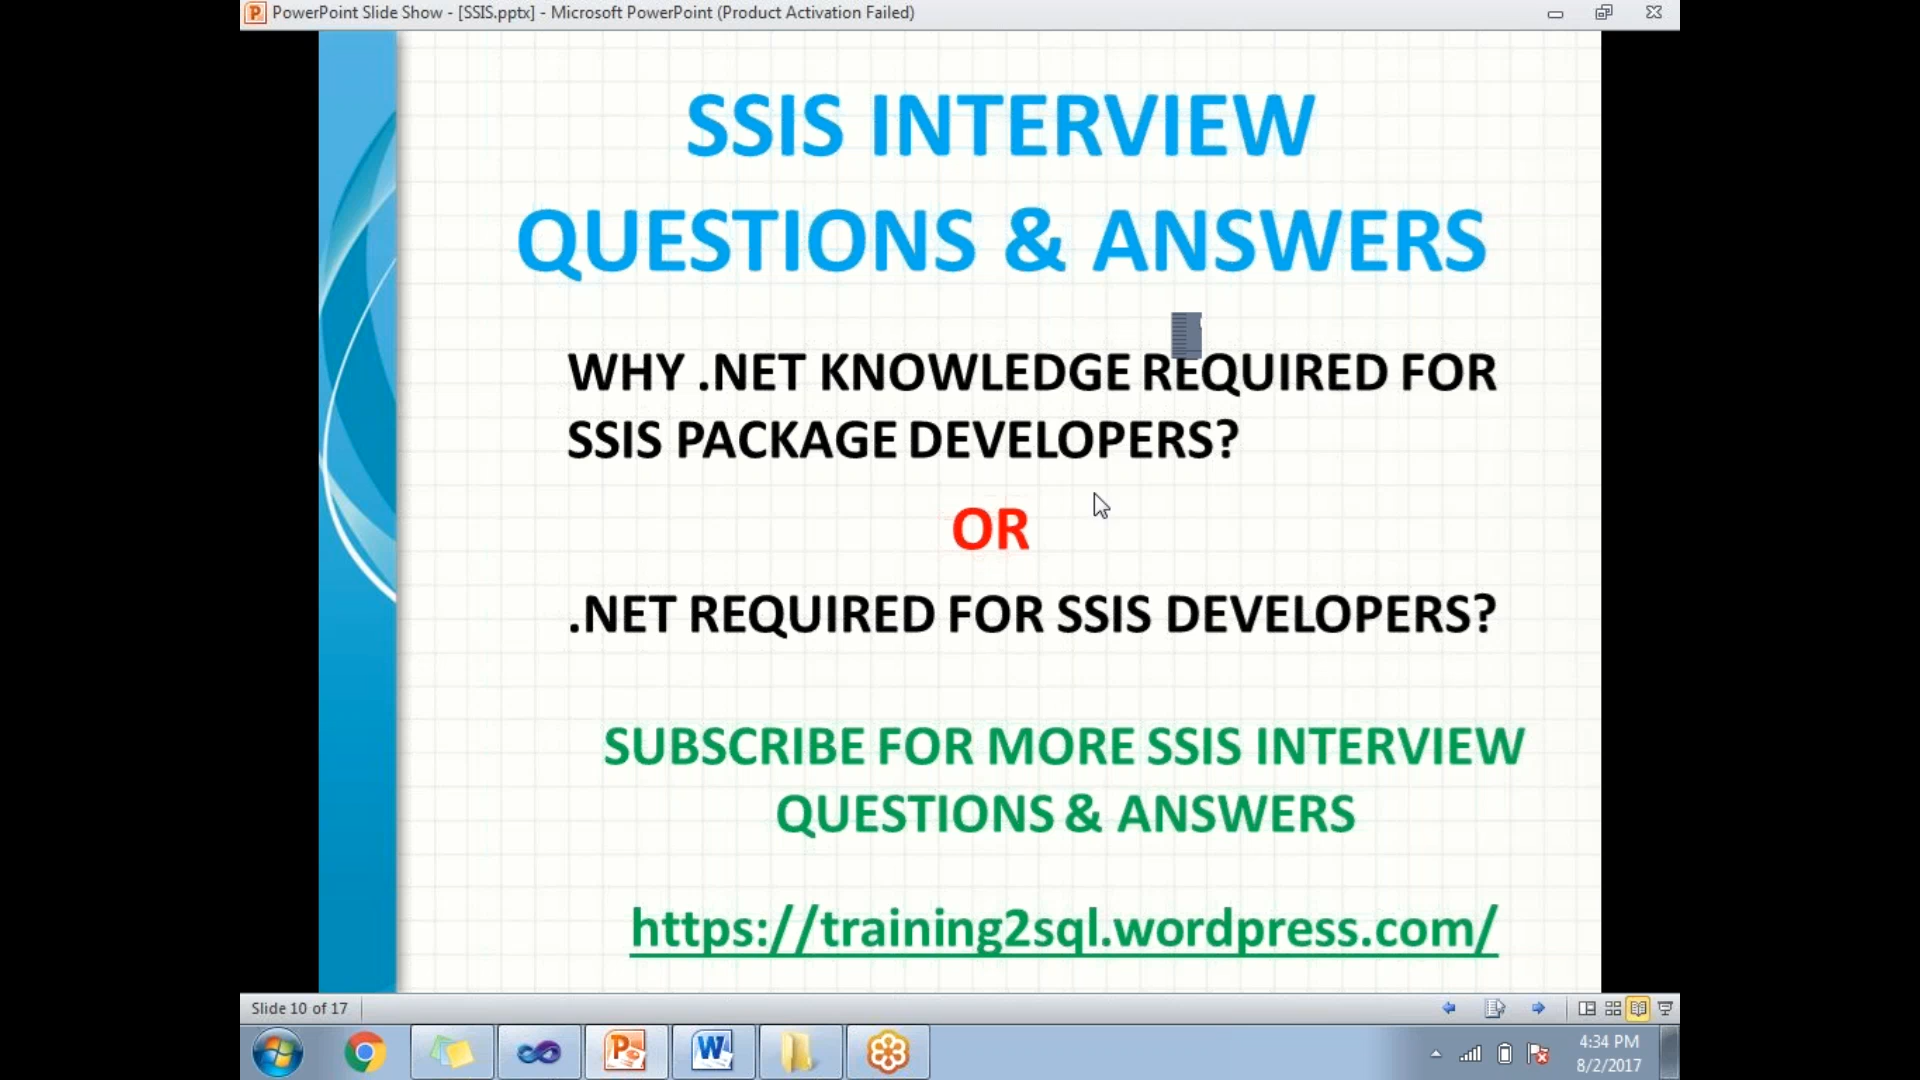 PowerPoint Slide Show - [SSIS.pptx] - Microsoft PowerPoint (Product Activation Failed)
SSIS INTERVIEW
QUESTIONS & ANSWERS
WHY .NET KNOWLEDGE REQUIRED FOR
SSIS PACKAGE DEVELOPERS?
OR
.NET REQUIRED FOR SSIS DEVELOPERS?
SUBSCRIBE FOR MORE SSIS INTERVIEW
QUESTIONS & ANSWERS
https://training2sql.wordpress.com/
Slide 10 of 17
4:34 PM
8/2/2017